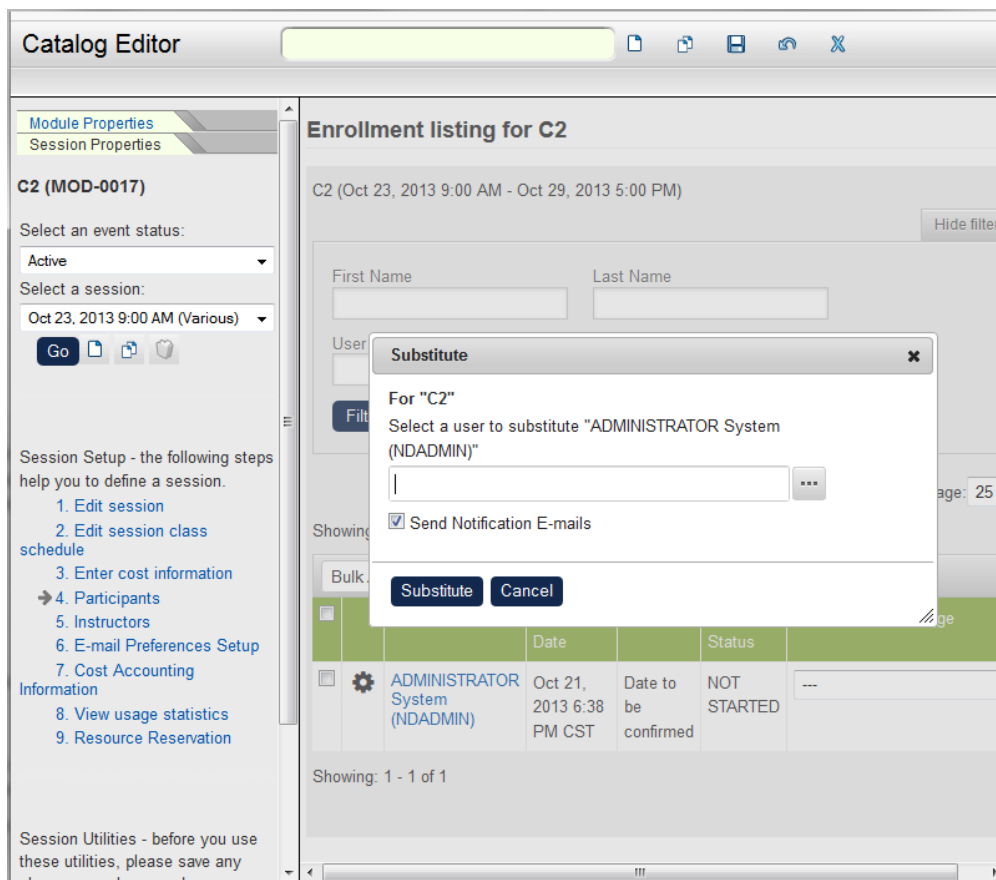 Catalog Editor
Module Properties
Session Properties
C2 (MOD-0017)
Select an event status:
Active
Select a session:
Oct 23, 2013 9:00 AM (Various)
Go
Session Setup - the following steps
help you to define a session.
1. Edit session
2. Edit session class
schedule
3. Enter cost information
4. Participants
5. Instructors
6. E-mail Preferences Setup
7. Cost Accounting
Information
8. View usage statistics
9. Resource Reservation
Session Utilities - before you use
these utilities, please save any
Enrollment listing for C2
C2 (Oct 23, 2013 9:00 AM - Oct 29, 2013 5:00 PM)
Hide filter
First Name Last Name
User
Filt
Substitute
For "C2"
Select a user to substitute "ADMINISTRATOR System
(NDADMIN)"
...
Send Notification E-mails
Substitute Cancel
age: 25
Showing
Bulk
ge
Date Status
ADMINISTRATOR
System
(NDADMIN)
Oct 21,
2013 6:38
PM CST
Date to
be
confirmed
NOT
STARTED
---
Showing: 1 - 1 of 1